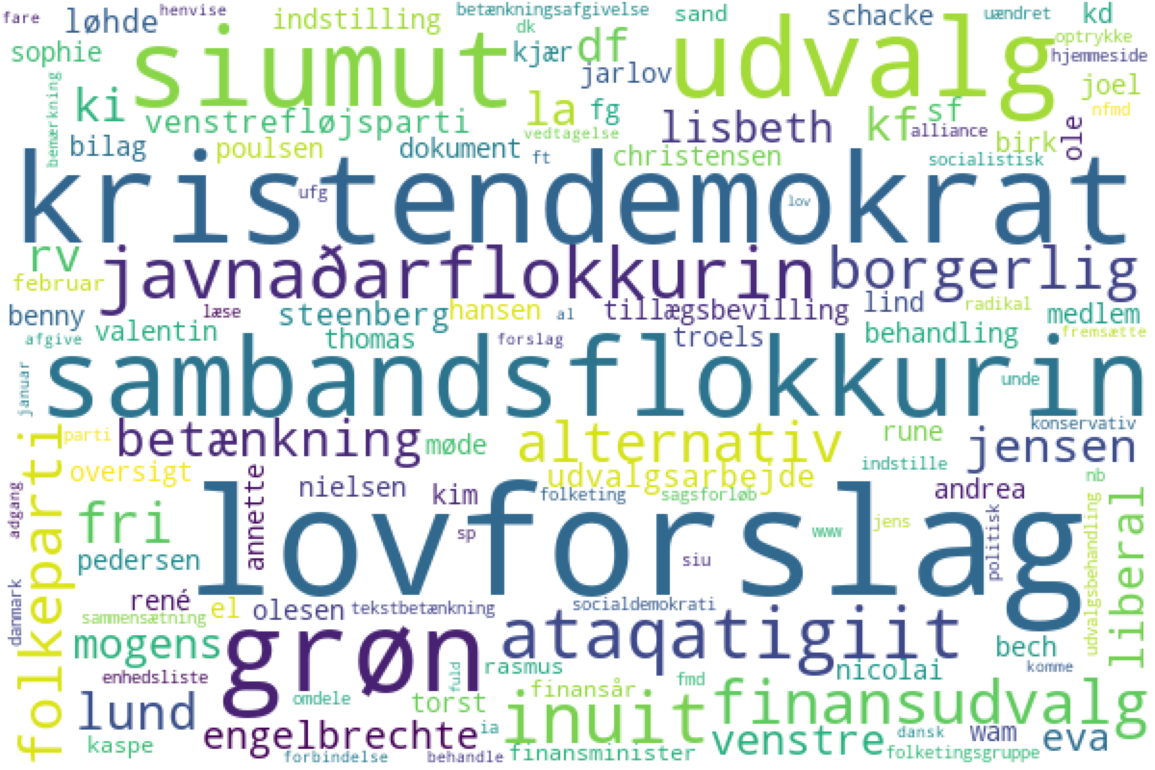 fare
løhde
henvise
indstilling
betænkningsafgivelse
dk
sand
schacke
uændret
kd
optrykke
sophie
siumut
kjær
df
jarlov
udvalg
hjemmeside
joel
bemærkning
ki
venstrefløjsparti
la
fg
vedtagelse
lisbeth
kf
sf
alliance
nfmd
birk
ole
bilag
poulsen
dokument
ft
christensen
socialistisk
kristendemokrat
ufg
lov
rv
javnaðarflokkurin
borgerlig
februar
benny
læse
steenberg
hansen
al
tillægsbevilling
lind
radikal
medlem
afgive
valentin
thomas
forslag
troels
behandling
fremsætte
januar
sambandsflokkurin
unde
parti
betænkning
møde
alternativ
rune
konservativ
jensen
folkeparti
oversigt
udvalgsarbejde
indstille
nb
adgang
annette
nielsen
kim
folketing
sagsforløb
andrea
fri
lovforslag
sp
www
jens
politisk
udvalgsbehandling
liberal
pedersen
siu
danmark
rené
el
olesen
tekstbetænkning
socialdemokrati
sammensætning
mogens
grøn
ataqatigiit
bech
enhedsliste
rasmus
fuld
fmd
nicolai
komme
lund
omdele
torst
finansår
inuit
finansudvalg
engelbrechte
ia
venstre
dansk
wam
eva
kaspe
forbindelse
behandle
finansminister
folketingsgruppe